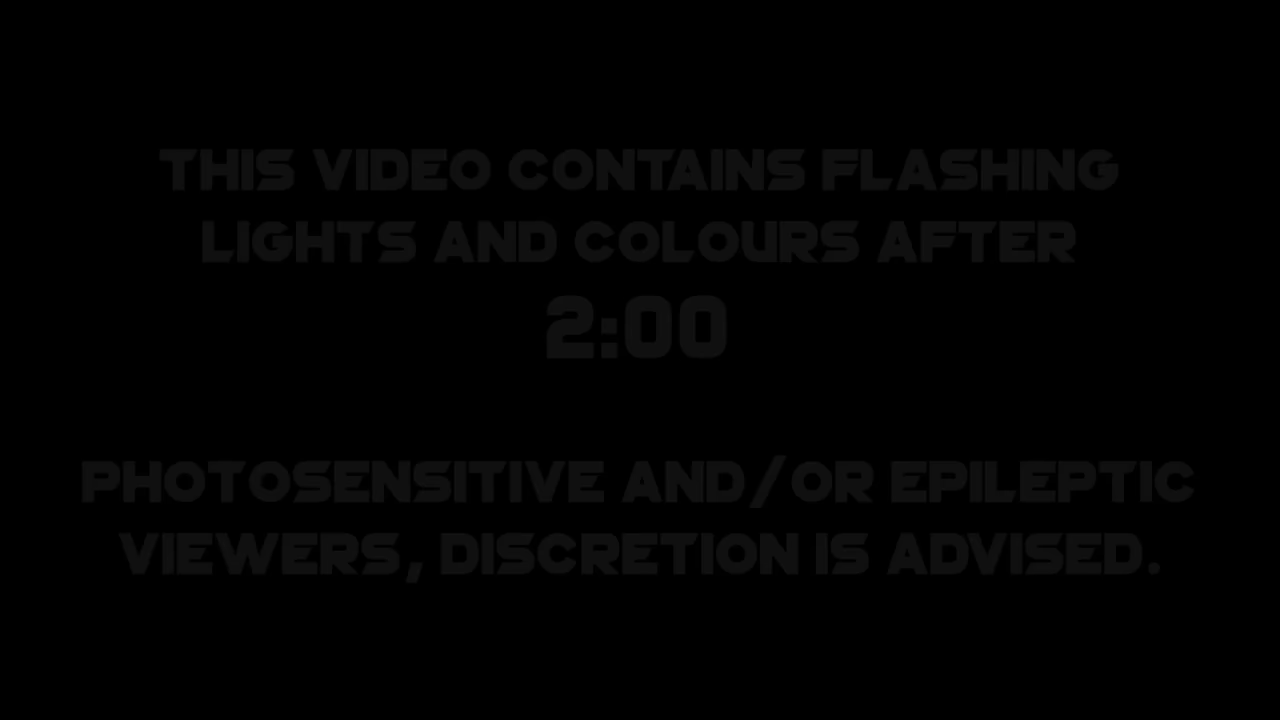 THIS VIDEO CONTAINS FLASHING
LIGHTS AND COLOURS AFTER
2:00
PHOTOSENSITIVE AND/OR EPILEPTIC
VIEWERS, DISCRETION IS ADVISED.